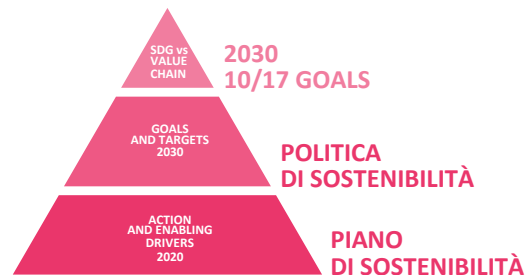 SDG vs
VALUE
CHAIN
2030
10/17 GOALS
GOALS
AND TARGETS
2030
POLITICA
DI SOSTENIBILITÀ
ACTION
AND ENABLING
DRIVERS
2020
PIANO
DI SOSTENIBILITÀ